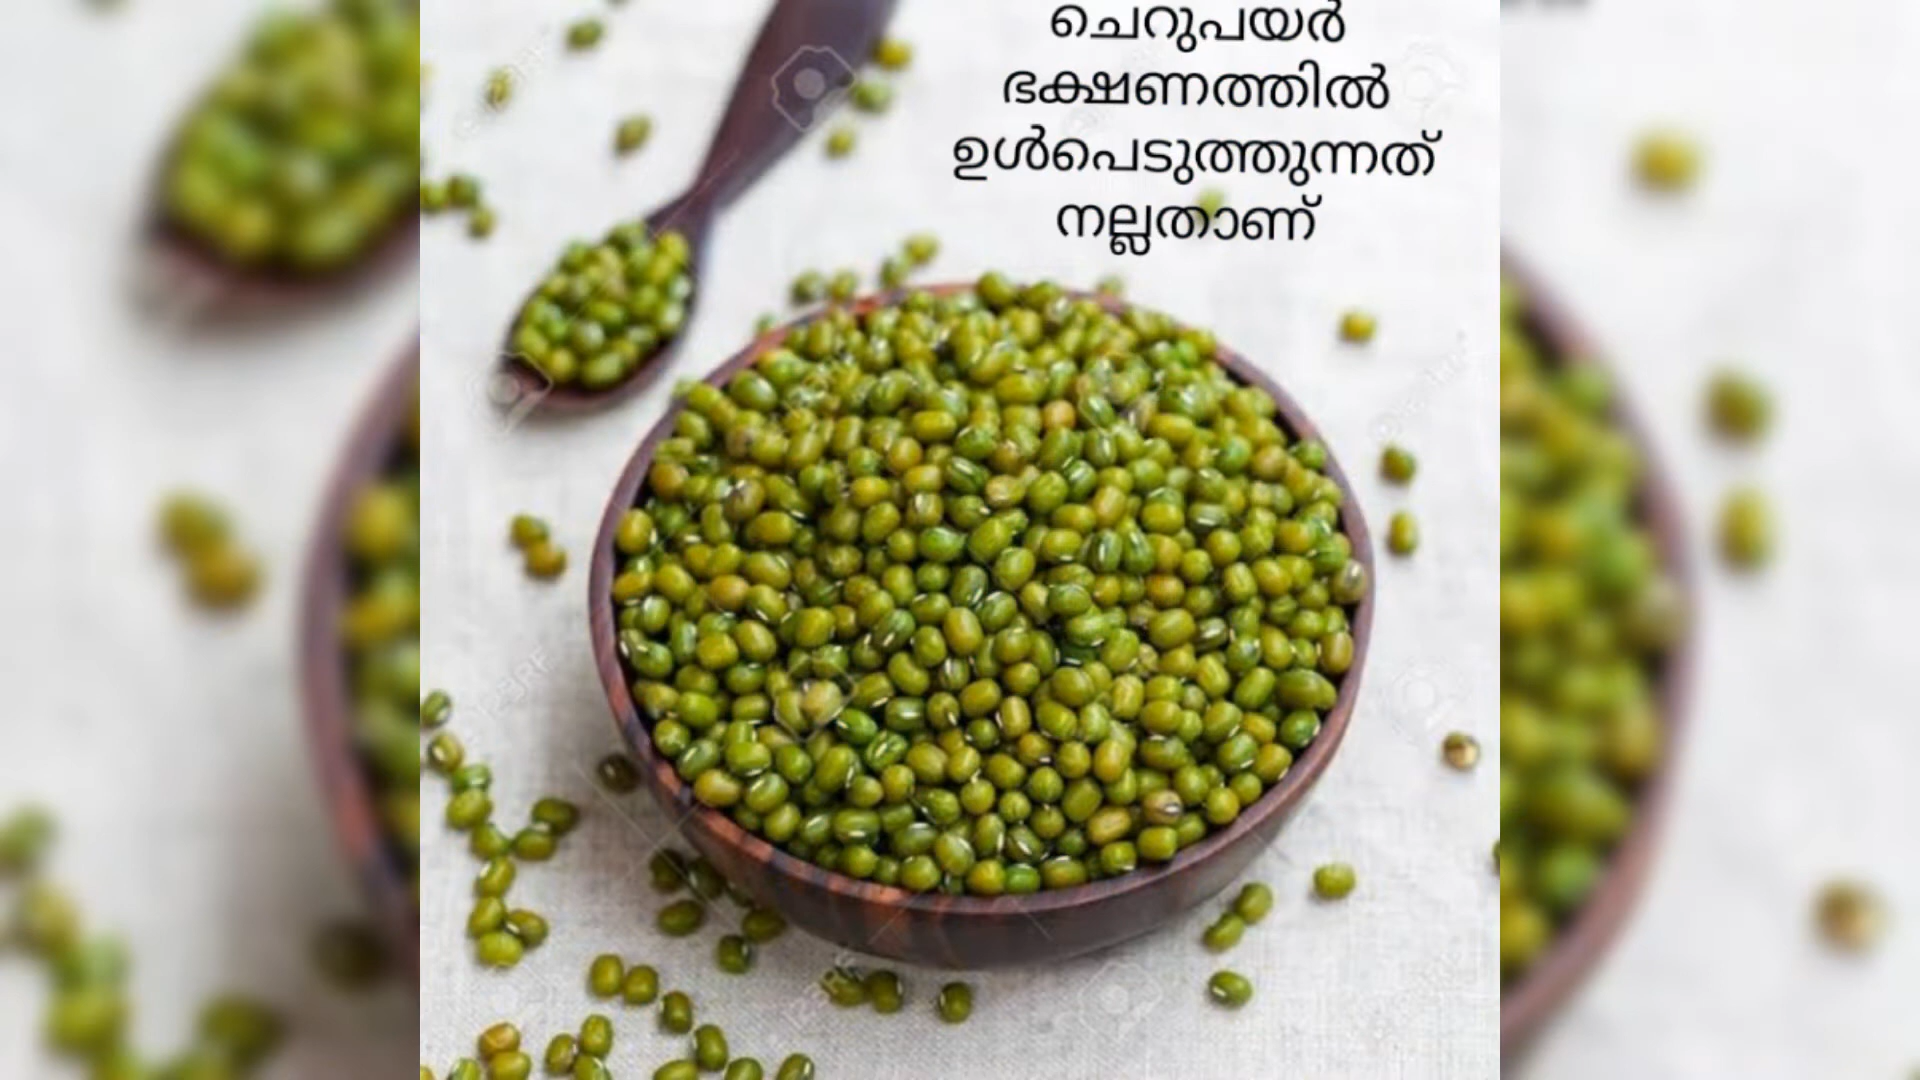 ചെറുപയർ
ഭക്ഷണത്തിൽ
ഉൾപെടുത്തുന്നത്
നല്ലതാണ്